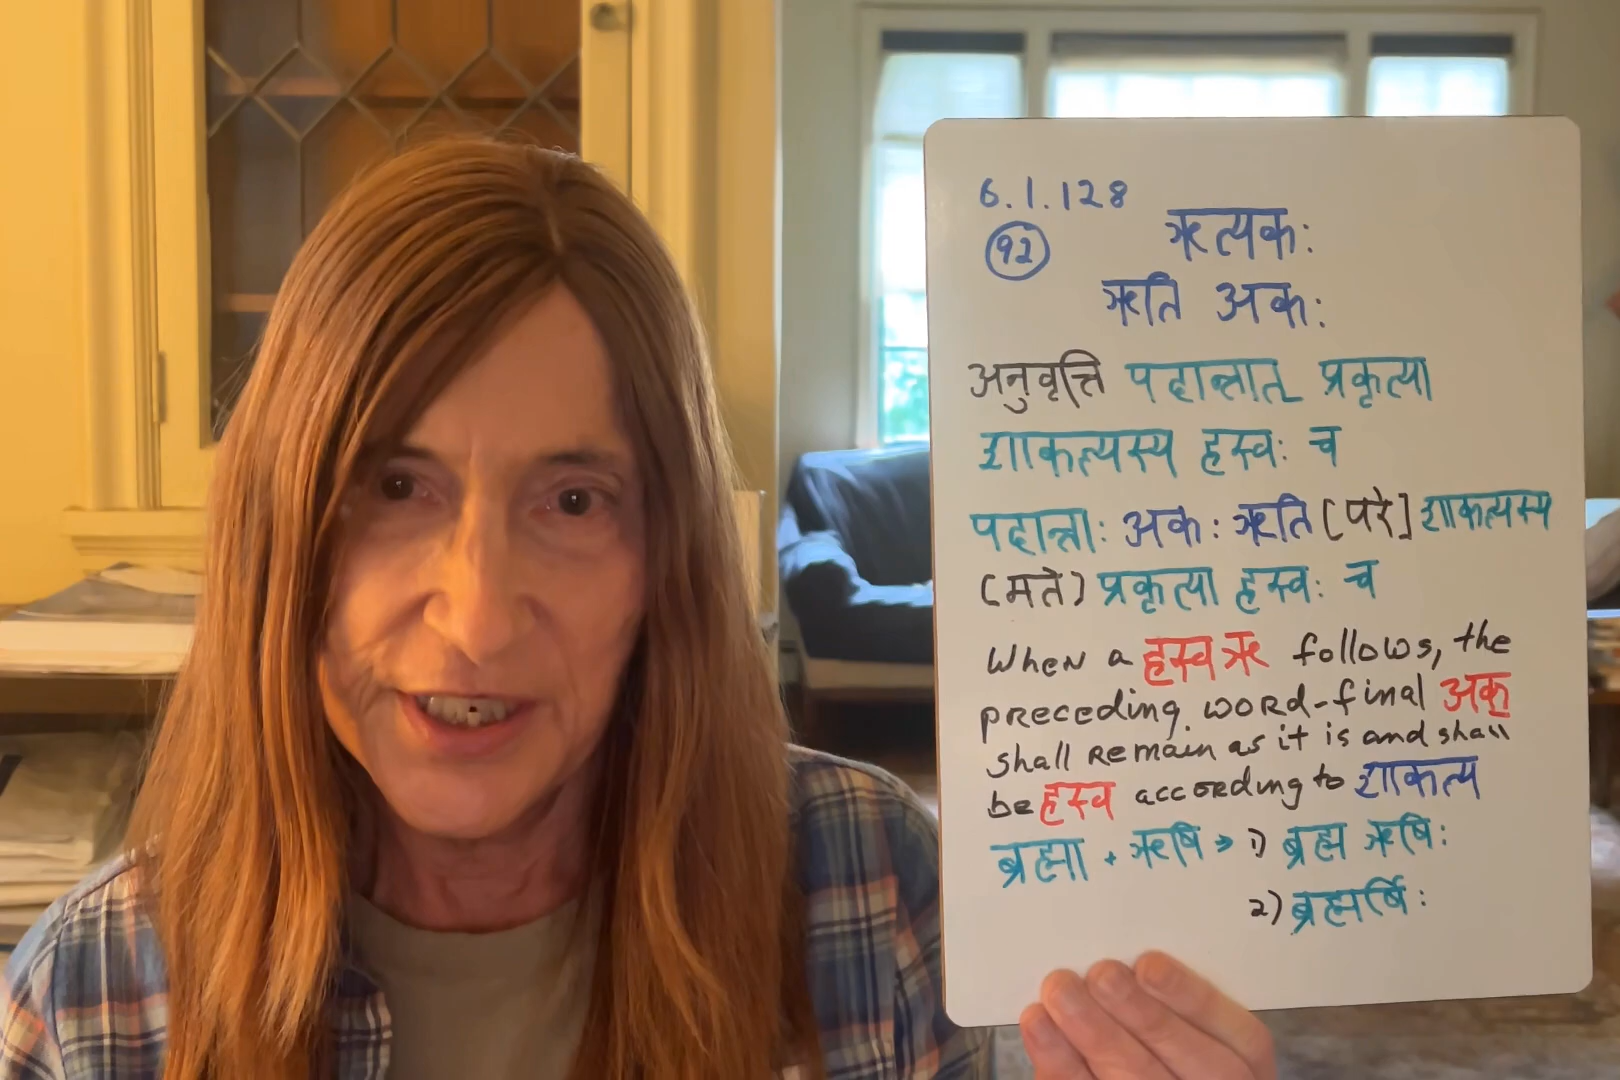 6.1.128
92 ऋत्यकः
ऋति अकः
अनुवृत्ति पदान्तात् प्रकृत्या
शाकल्यस्य ह्रस्वः च
पदान्ताः अकः ऋति [परे] शाकल्यस्य
(मते) प्रकृत्या ह्रस्वः च
When a ह्रस्व ऋ follows, the
preceding word-final अक्
shall remain as it is and shall
be ह्रस्व according to शाकल्य
ब्रह्मा + ऋषि → 1) ब्रह्म ऋषिः
2) ब्रह्मर्षिः